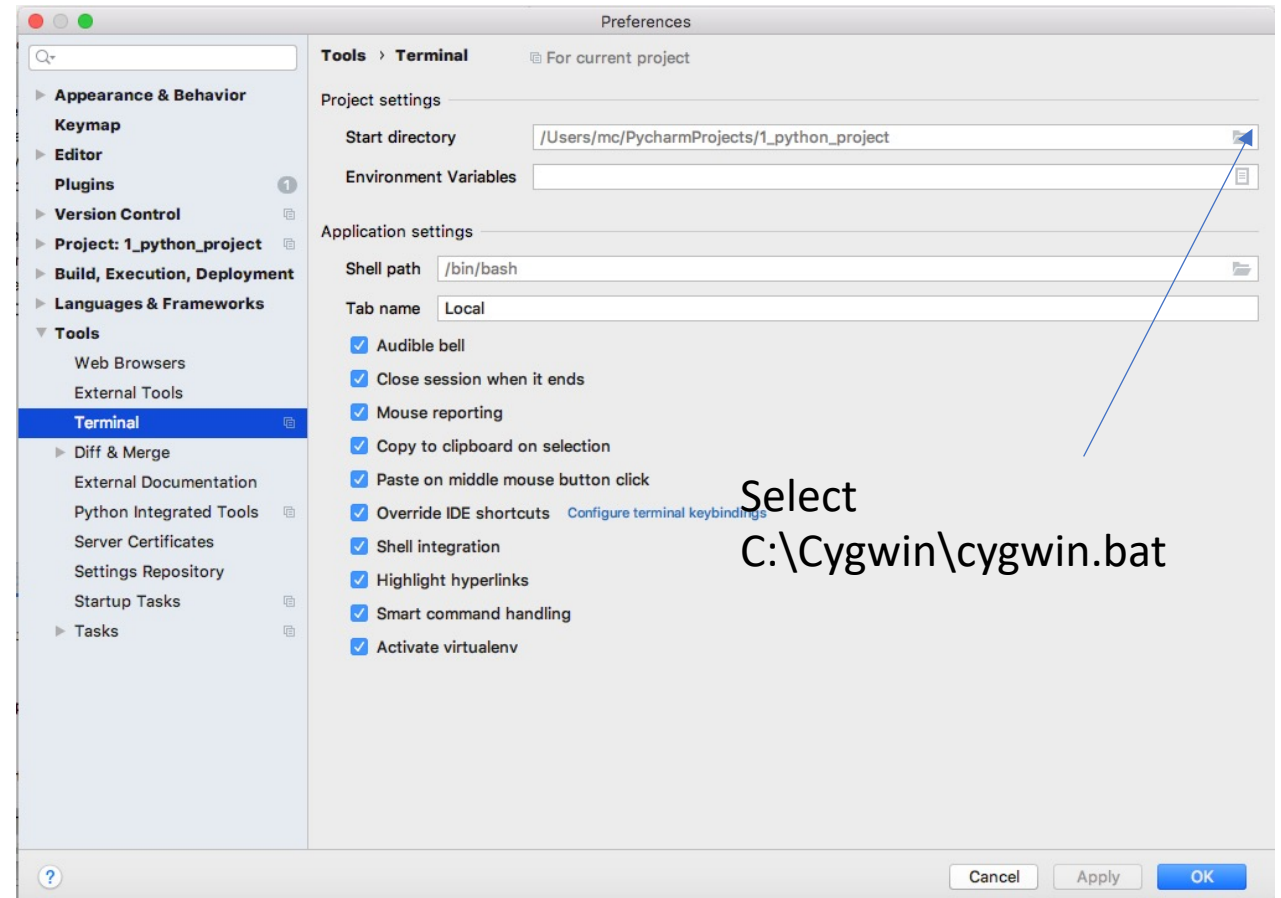 Preferences
Tools › Terminal For current project
Appearance & Behavior
Keymap
Editor
Plugins 1
Version Control
Project: 1_python_project
Build, Execution, Deployment
Languages & Frameworks
Tools
Web Browsers
External Tools
Terminal
Diff & Merge
External Documentation
Python Integrated Tools
Server Certificates
Settings Repository
Startup Tasks
Tasks
Project settings
Start directory /Users/mc/PycharmProjects/1_python_project
Environment Variables
Application settings
Shell path /bin/bash
Tab name Local
Audible bell
Close session when it ends
Mouse reporting
Copy to clipboard on selection
Paste on middle mouse button click
Override IDE shortcuts Configure terminal keybindings
Shell integration
Highlight hyperlinks
Smart command handling
Activate virtualenv
Select
C:\Cygwin\cygwin.bat
? Cancel Apply OK